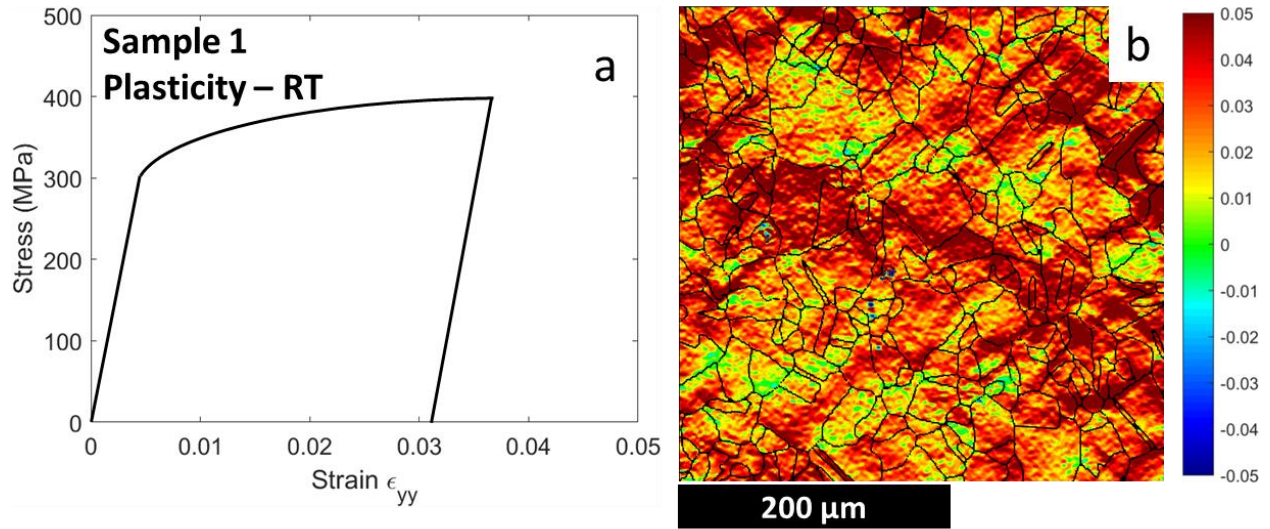 500
400
300
200
100
0
Stress (MPa)
Sample 1
Plasticity – RT
a
0 0.01 0.02 0.03 0.04 0.05
Strain ϵyy
b
200 µm
0.05
0.04
0.03
0.02
0.01
0
-0.01
-0.02
-0.03
-0.04
-0.05